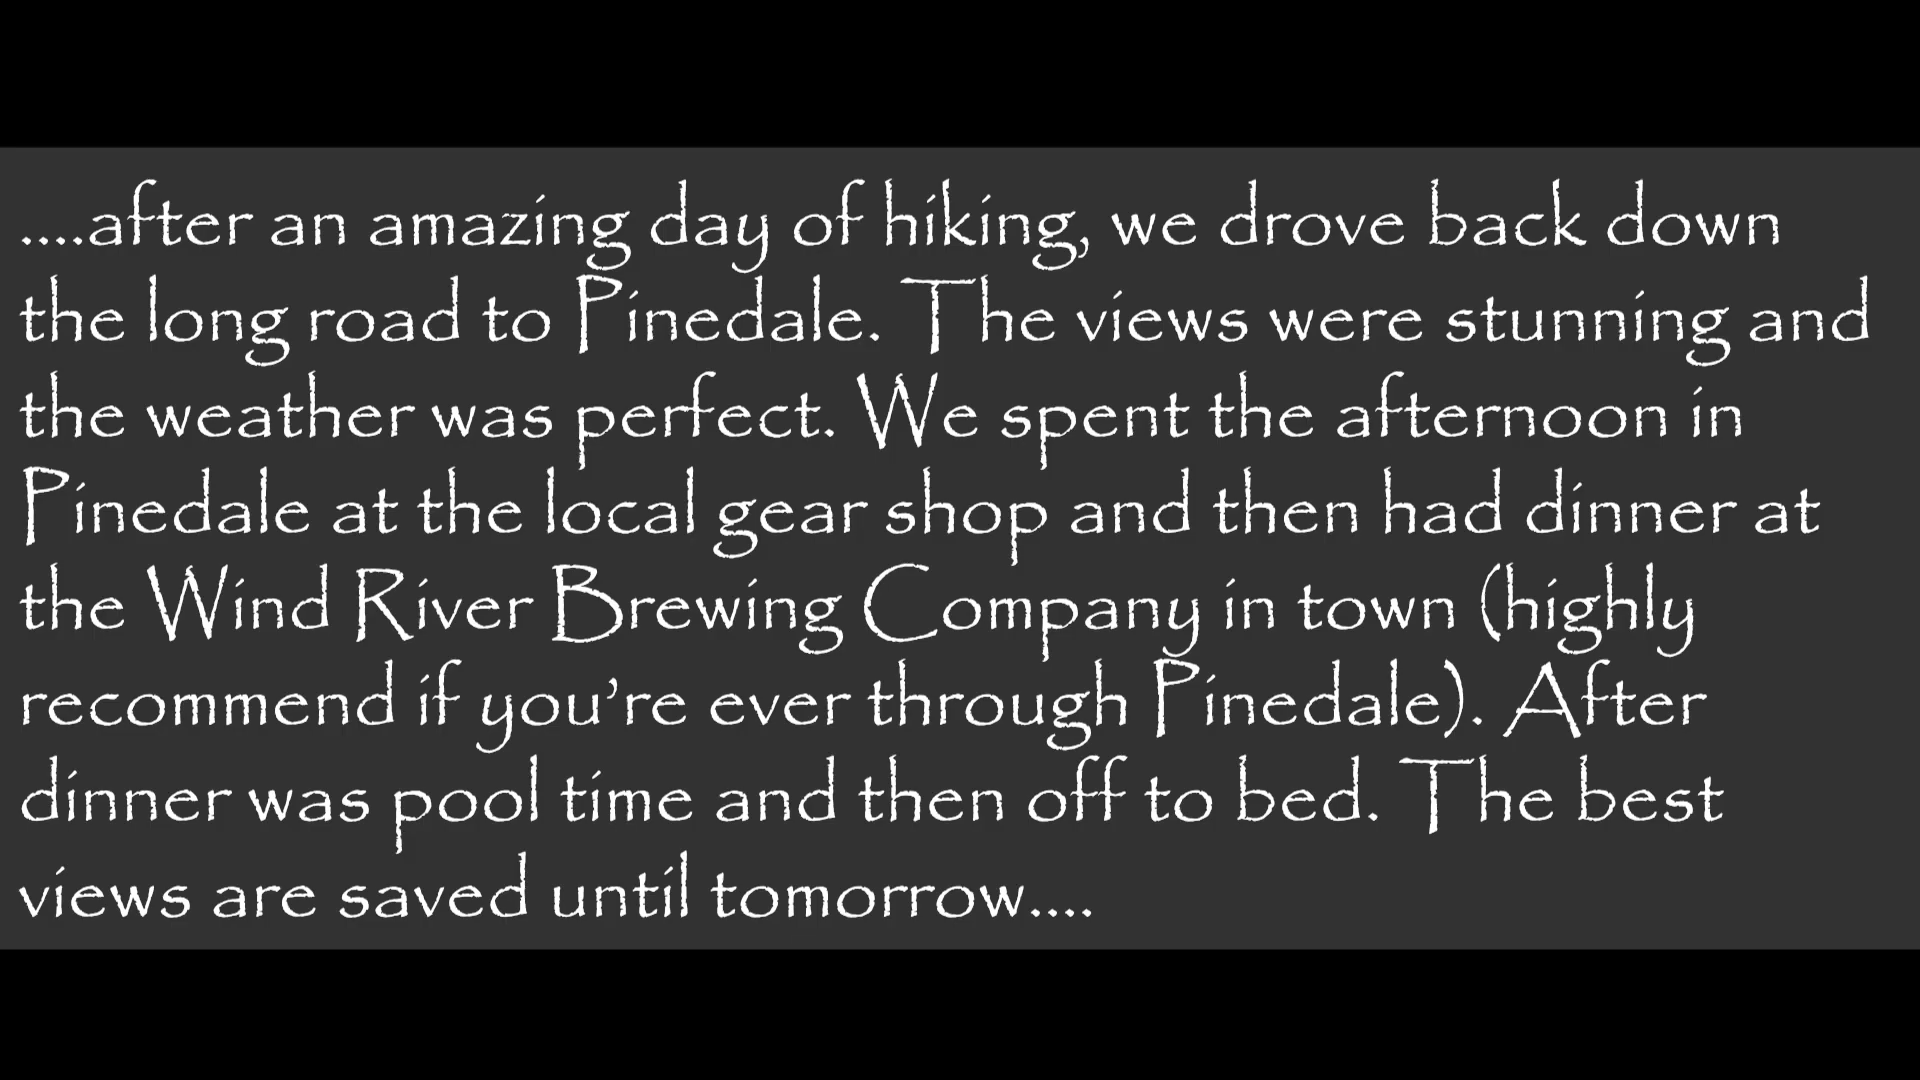 ....after an amazing day of hiking, we drove back down
the long road to Pinedale. The views were stunning and
the weather was perfect. We spent the afternoon in
Pinedale at the local gear shop and then had dinner at
the Wind River Brewing Company in town (highly
recommend if you’re ever through Pinedale). After
dinner was pool time and then off to bed. The best
views are saved until tomorrow....